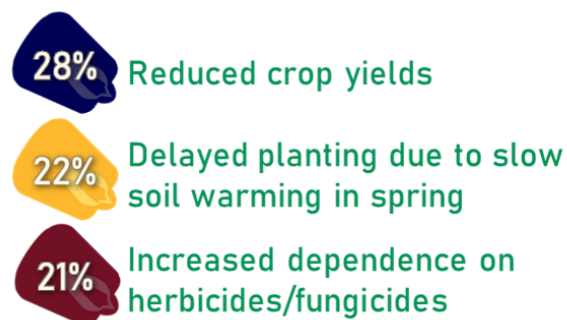 28% Reduced crop yields
22% Delayed planting due to slow
soil warming in spring
21% Increased dependence on
herbicides/fungicides